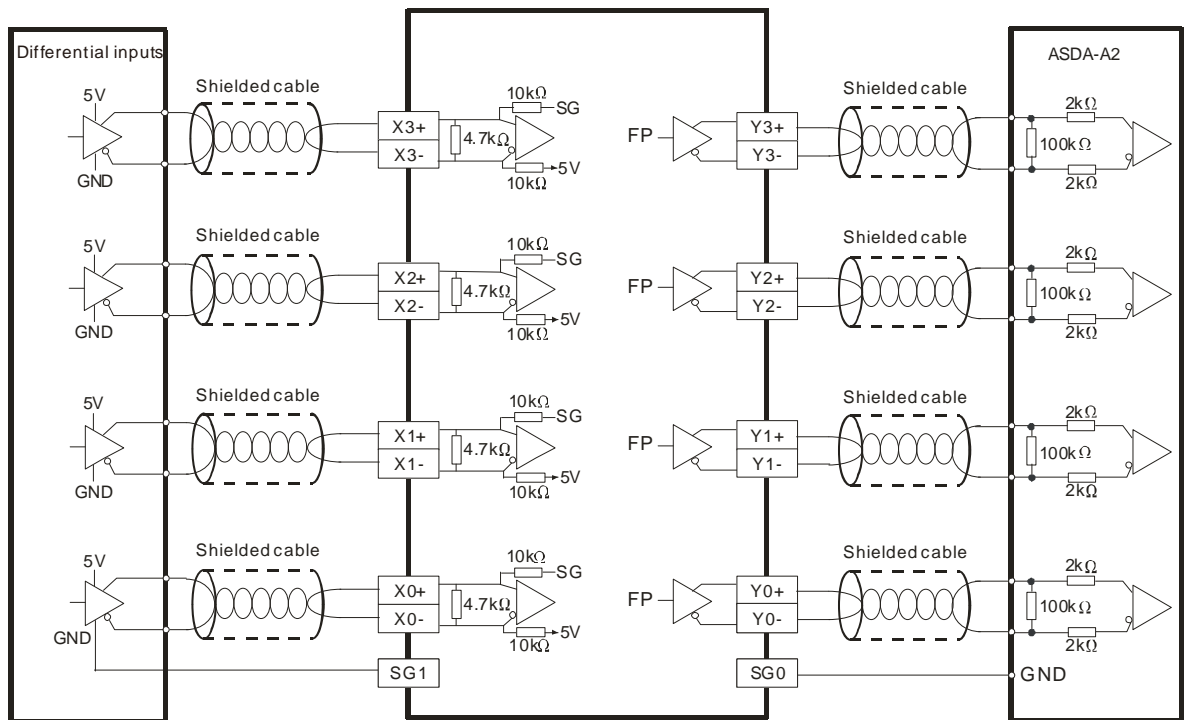 Differential inputs
ASDA-A2
Shielded cable
Shielded cable
5V
GND
X3+
X3-
4.7kΩ
10kΩ
SG
10kΩ
5V
FP
Y3+
Y3-
2kΩ
100kΩ
2kΩ
Shielded cable
Shielded cable
5V
GND
X2+
X2-
4.7kΩ
10kΩ
SG
10kΩ
5V
FP
Y2+
Y2-
2kΩ
100kΩ
2kΩ
Shielded cable
Shielded cable
5V
GND
X1+
X1-
4.7kΩ
10kΩ
SG
10kΩ
5V
FP
Y1+
Y1-
2kΩ
100kΩ
2kΩ
Shielded cable
Shielded cable
5V
GND
X0+
X0-
4.7kΩ
10kΩ
SG
10kΩ
5V
FP
Y0+
Y0-
2kΩ
100kΩ
2kΩ
SG1
SG0
GND